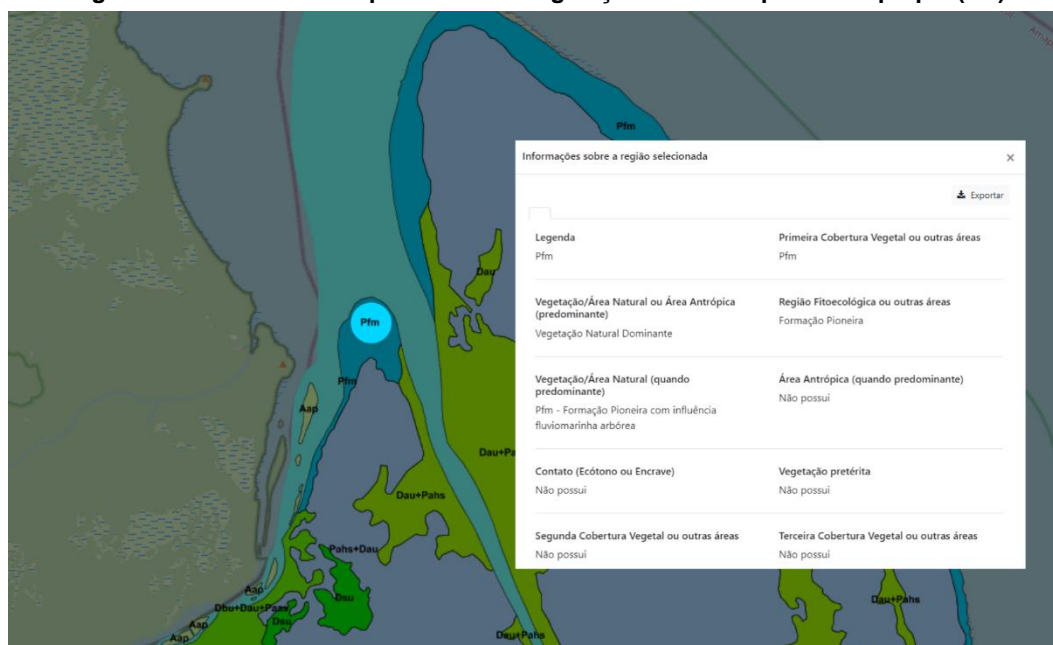 Pfm
Amap
Informações sobre a região selecionada
×
Exportar
Legenda
Pfm
Primeira Cobertura Vegetal ou outras áreas
Pfm
Vegetação/Área Natural ou Área Antrópica
(predominante)
Vegetação Natural Dominante
Região Fitoecológica ou outras áreas
Formação Pioneira
Vegetação/Área Natural (quando
predominante)
Pfm - Formação Pioneira com influência
fluviomarinha arbórea
Área Antrópica (quando predominante)
Não possui
Contato (Ecótono ou Encrave)
Não possui
Vegetação pretérita
Não possui
Segunda Cobertura Vegetal ou outras áreas
Não possui
Terceira Cobertura Vegetal ou outras áreas
Não possui
Dau
Pfm
Pfm
Aap
Dau+Pa
Dau+Pahs
Pahs+Dau
Aap
Dsu
Dbu+Dau+Paas
Dsu
Aap
Aap
Dau+Pahs
Dau+Pahs